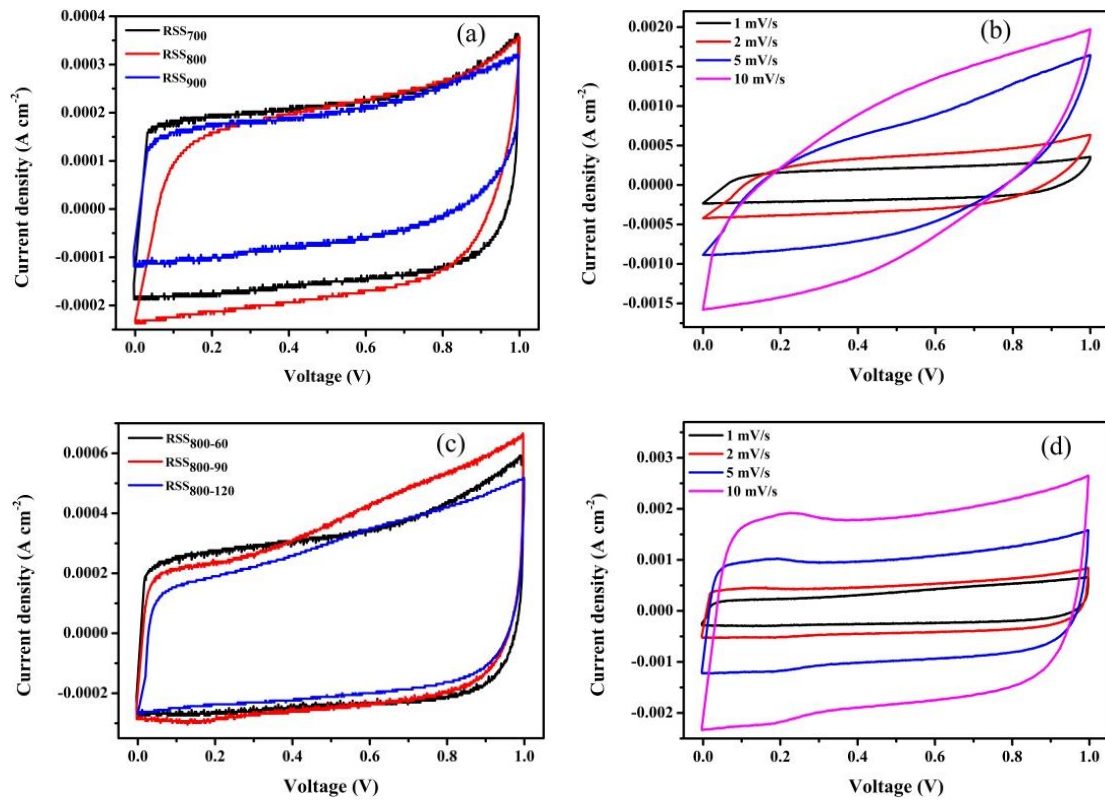 (a)
RSS700
RSS800
RSS900
Current density (A cm-2)
0.0004
0.0003
0.0002
0.0001
0.0000
-0.0001
-0.0002
0.0 0.2 0.4 0.6 0.8 1.0
Voltage (V)
(b)
1 mV/s
2 mV/s
5 mV/s
10 mV/s
Current density (A cm-2)
0.0020
0.0015
0.0010
0.0005
0.0000
-0.0005
-0.0010
-0.0015
0.0 0.2 0.4 0.6 0.8 1.0
Voltage (V)
(c)
RSS800-60
RSS800-90
RSS800-120
Current density (A cm-2)
0.0006
0.0004
0.0002
0.0000
-0.0002
0.0 0.2 0.4 0.6 0.8 1.0
Voltage (V)
(d)
1 mV/s
2 mV/s
5 mV/s
10 mV/s
Current density (A cm-2)
0.003
0.002
0.001
0.000
-0.001
-0.002
0.0 0.2 0.4 0.6 0.8 1.0
Voltage (V)